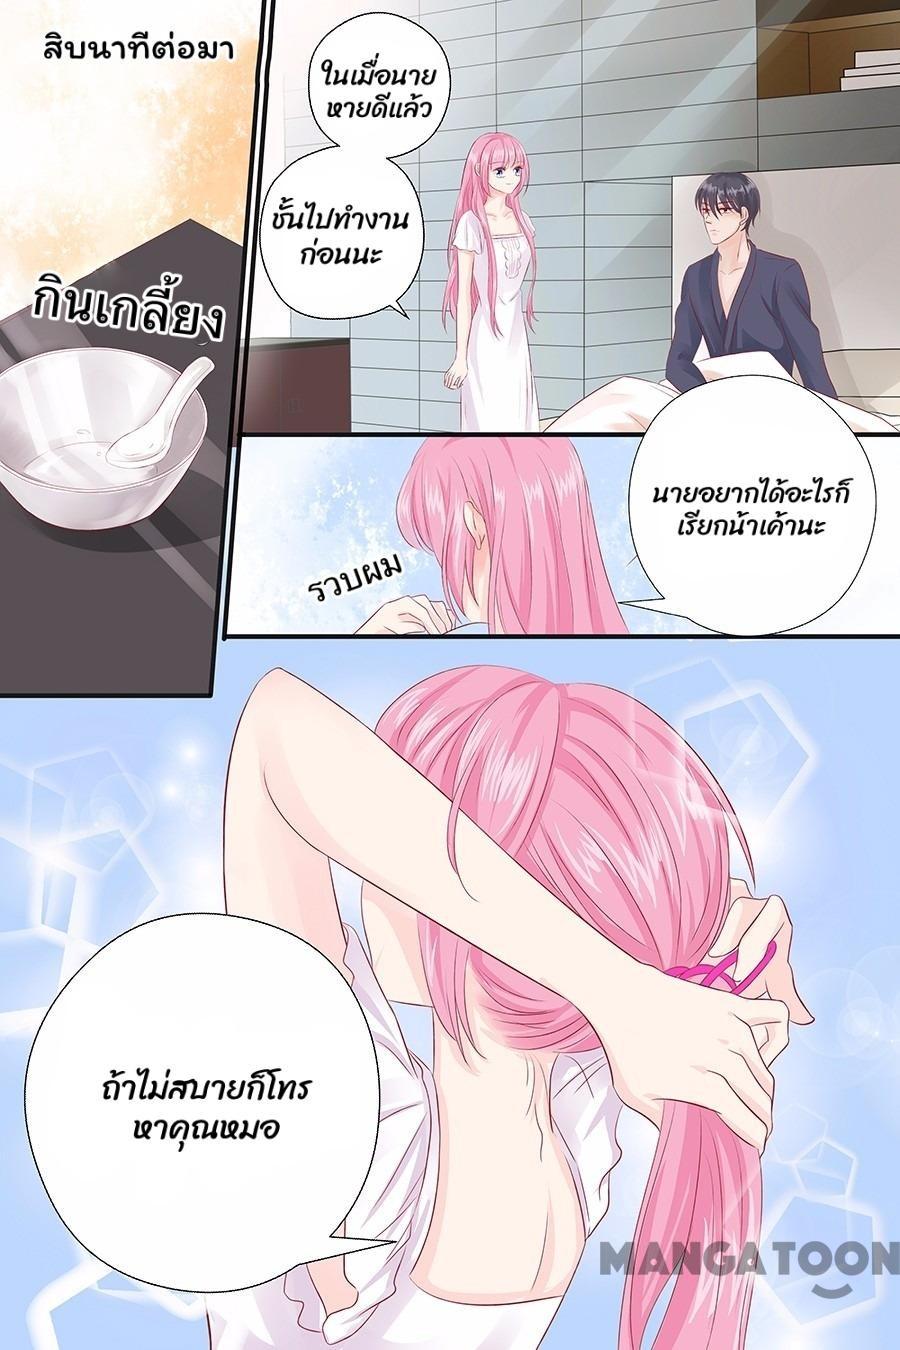 สิบนาทีต่อมา
กินเกลี้ยง
ในเมื่อนาย
หายดีแล้ว
ชั้นไปทำงาน
ก่อนนะ
นายอยากได้อะไรก็
เรียกน้าเค้านะ
รวบผม
ถ้าไม่สบายก็โทร
หาคุณหมอ
MANGATOON